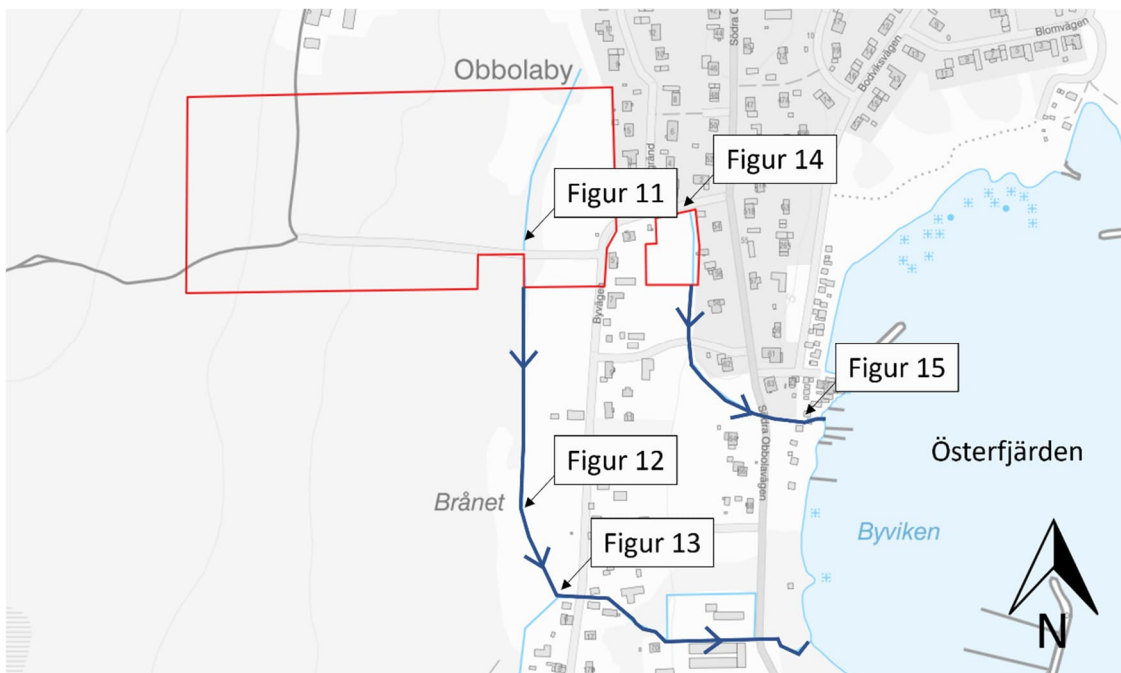 Blomvägen
Bodviksvägen
Södra O
Obbolaby
Figur 14
Figur 11
Byvägen
Figur 15
Södra Obbolavägen
Österfjärden
Figur 12
Brånet
Byviken
Figur 13
N